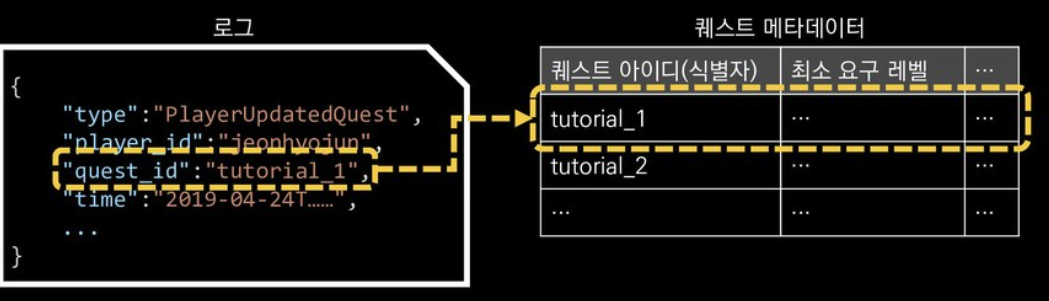 로그
{
"type":"PlayerUpdatedQuest",
"player_id":"jeonhyojun",
"quest_id":"tutorial_1",
"time":"2019-04-24T……",
...
}
퀘스트 메타데이터
퀘스트 아이디(식별자) 최소 요구 레벨 …
tutorial_1 … …
tutorial_2 … …
… … …